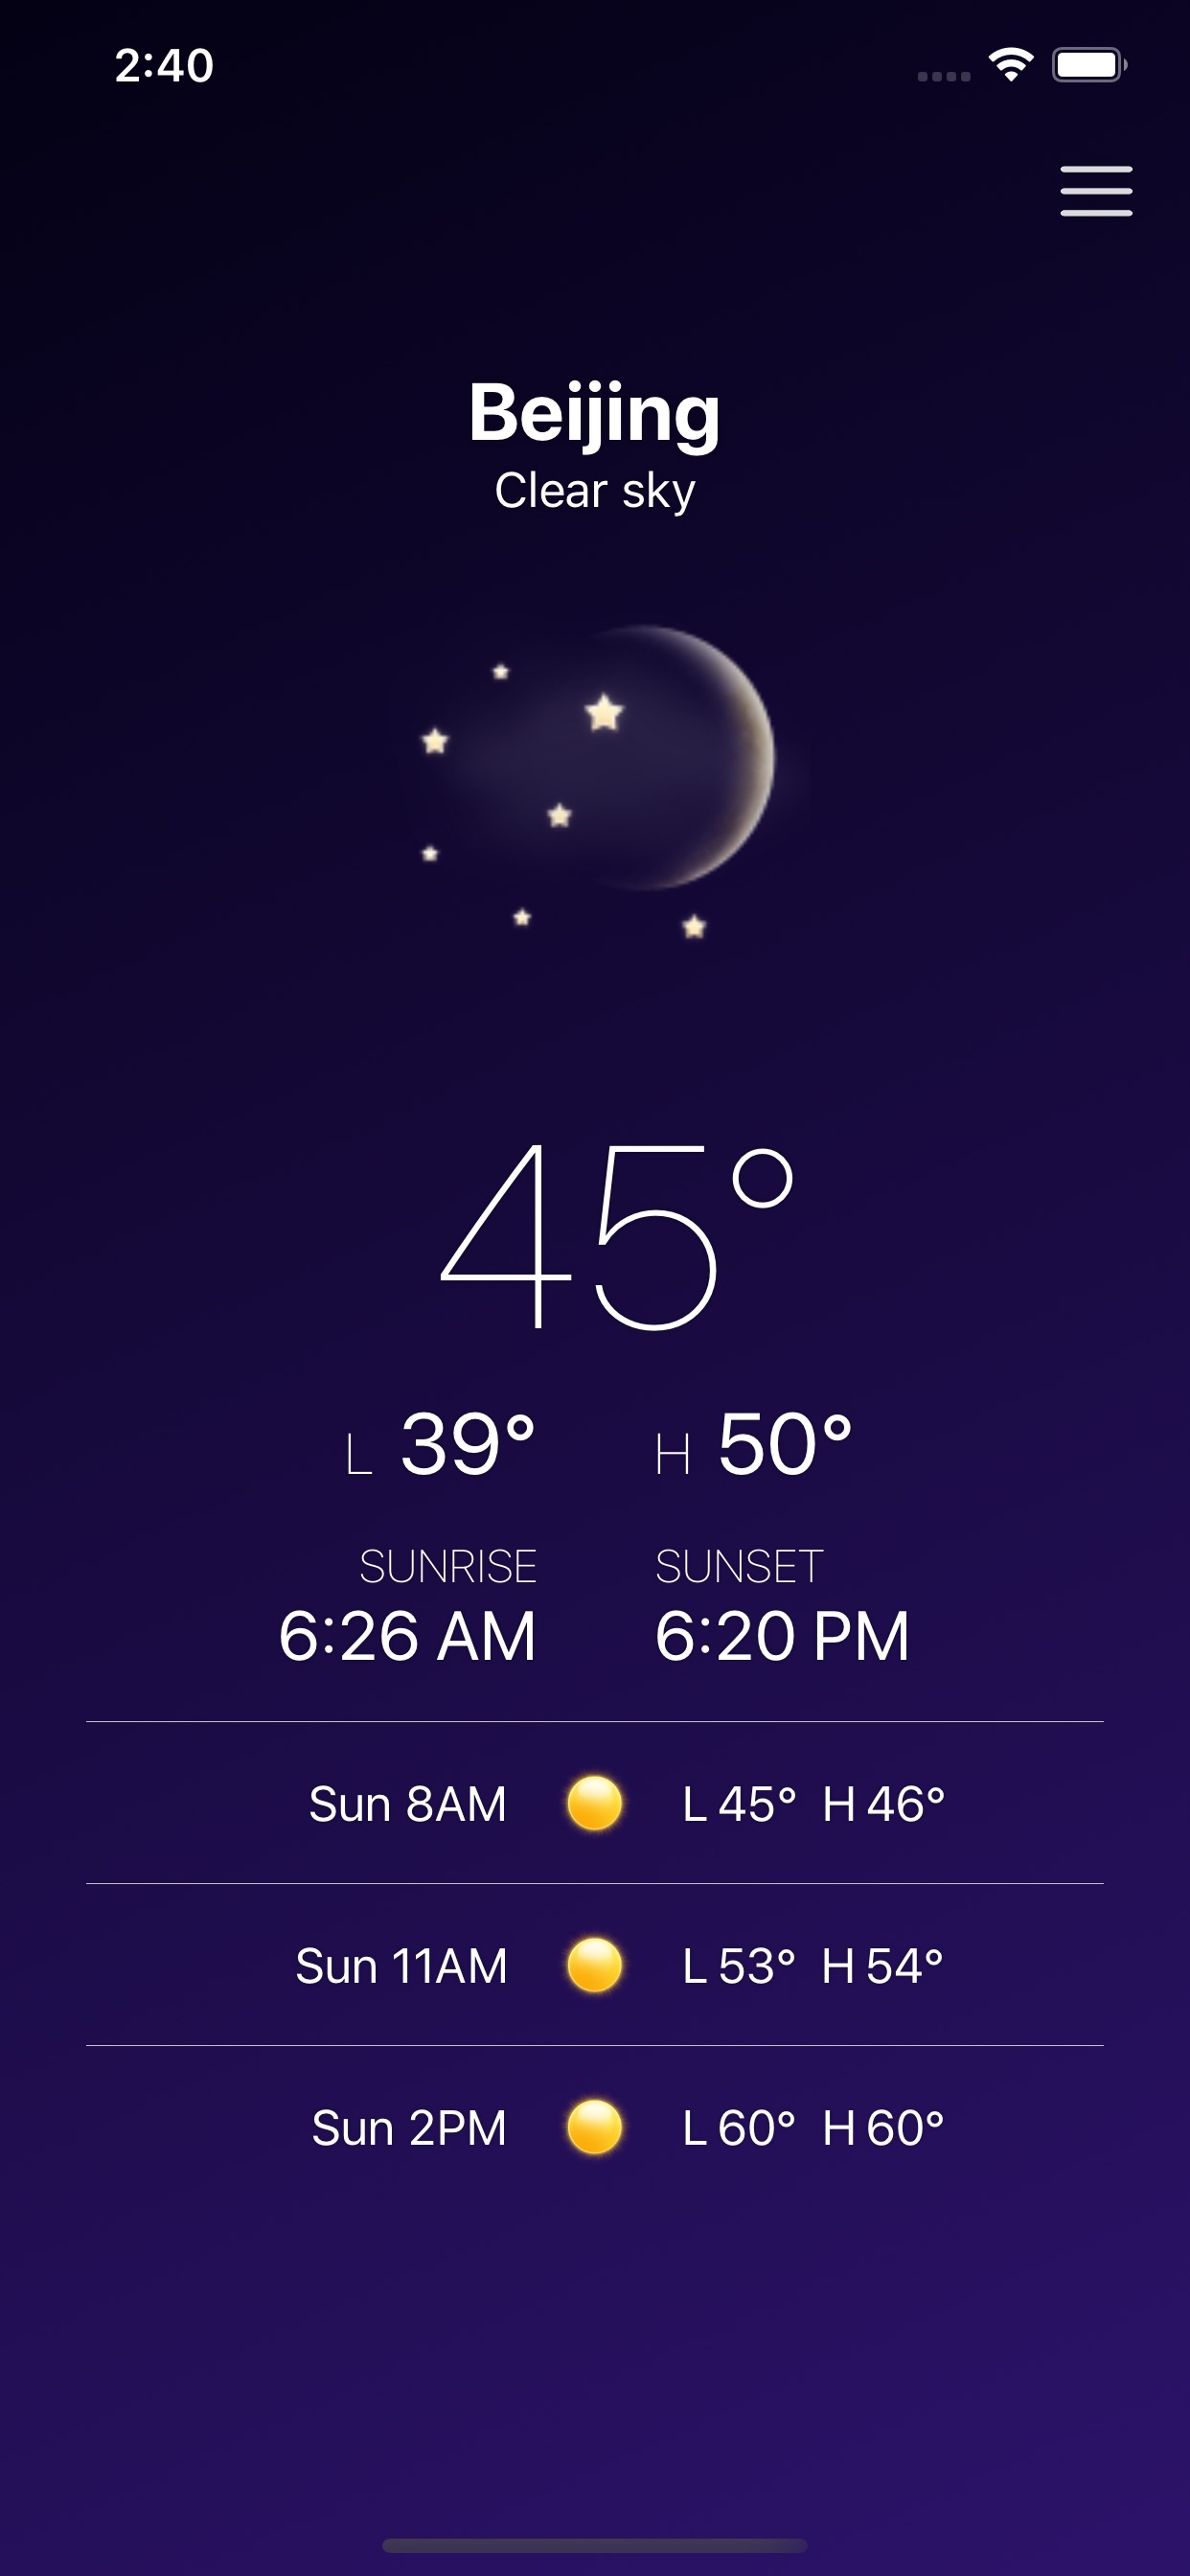 2:40
Beijing
Clear sky
45°
L 39° H 50°
SUNRISE SUNSET
6:26 AM 6:20 PM
Sun 8AM L 45° H 46°
Sun 11AM L 53° H 54°
Sun 2PM L 60° H 60°